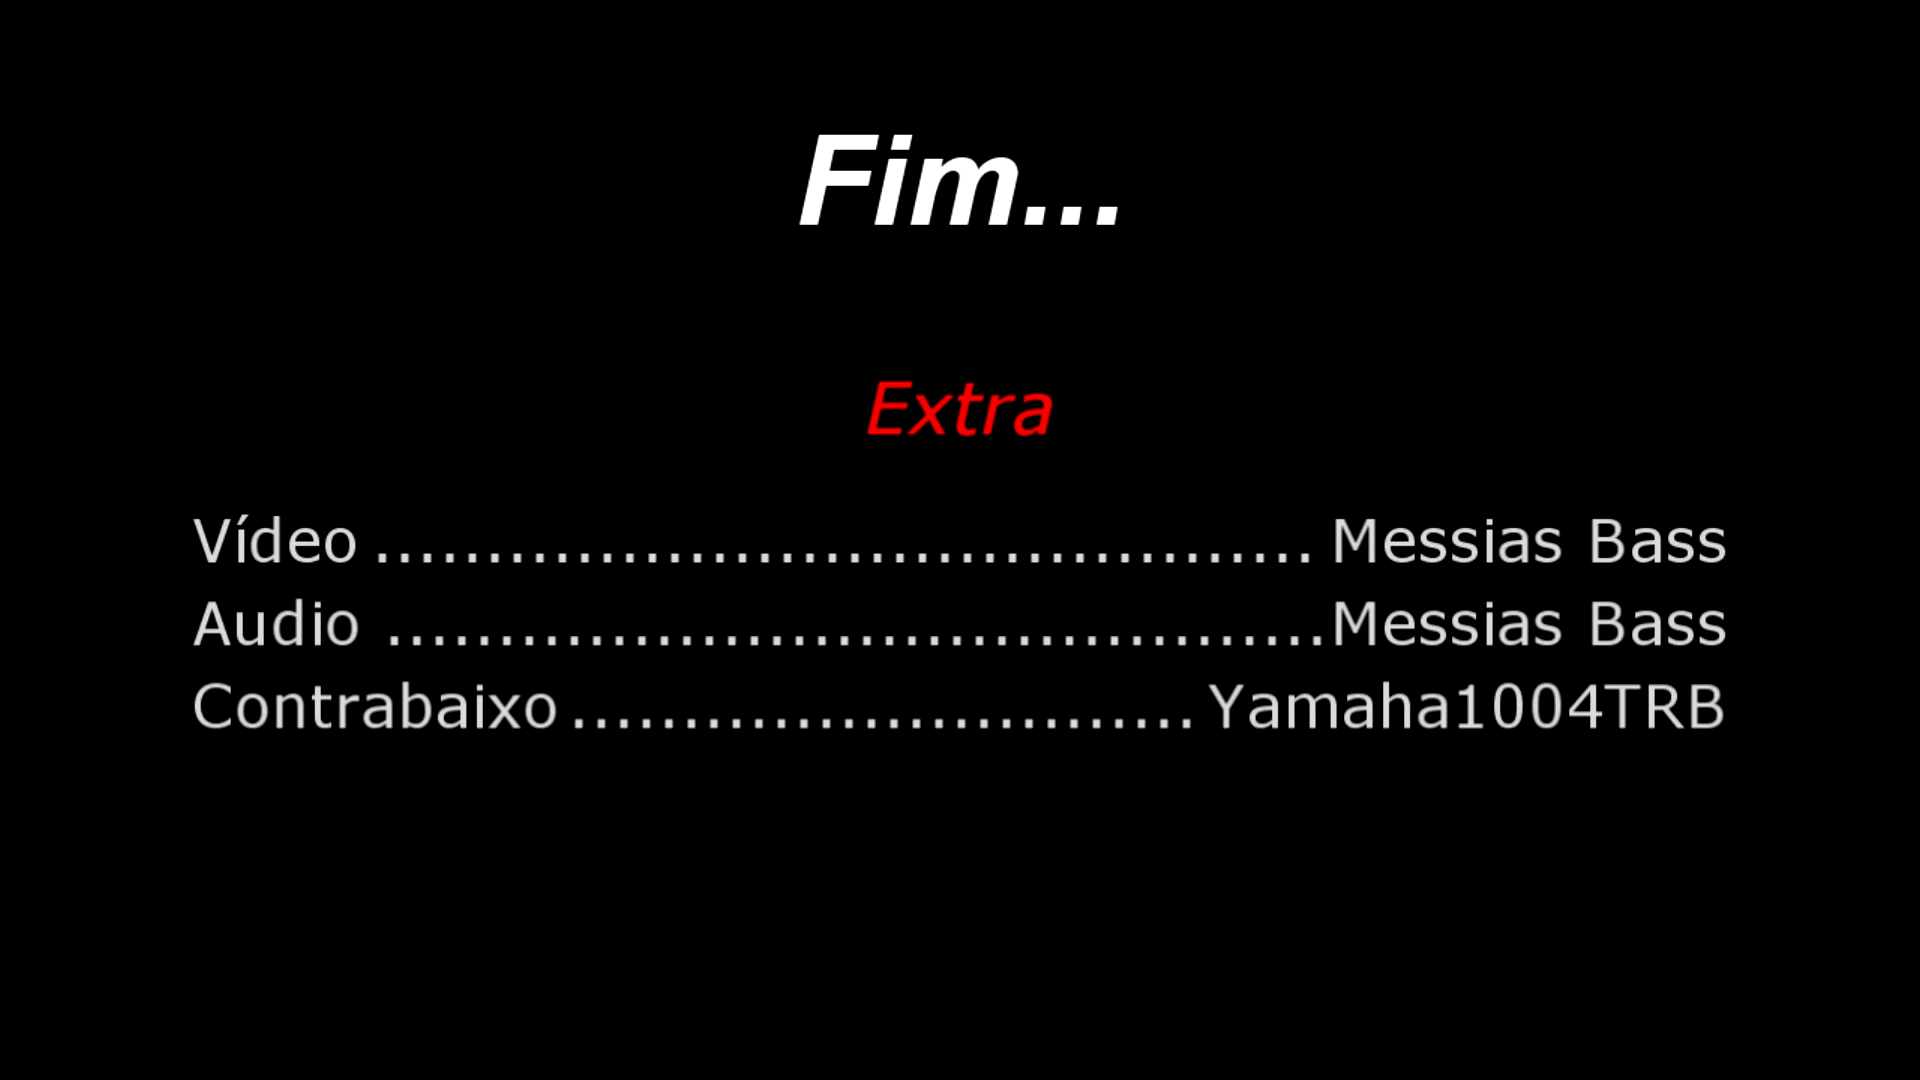 Fim...
Extra
Vídeo .......................................... Messias Bass
Audio ..........................................Messias Bass
Contrabaixo ............................ Yamaha1004TRB